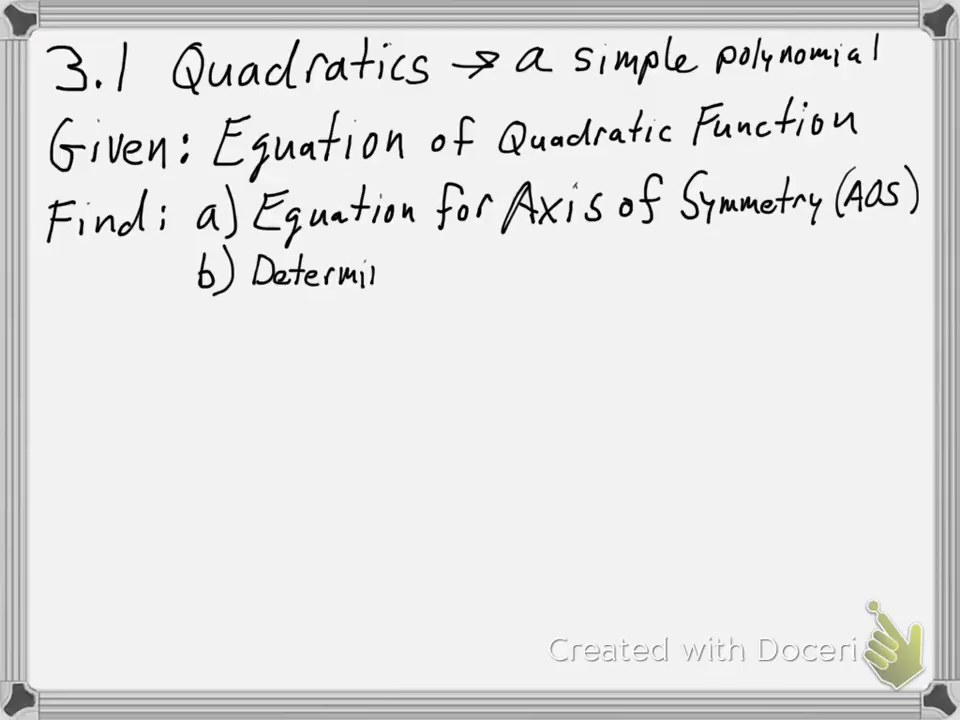 3.1 Quadratics → a simple polynomial
Given: Equation of Quadratic Function
Find: a) Equation for Axis of Symmetry (AOS)
b) Determin
Created with Doceri